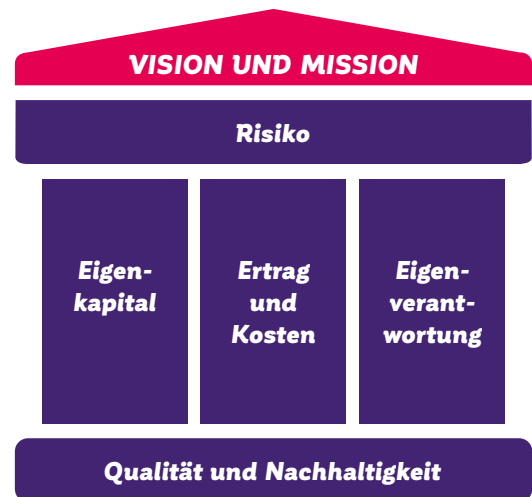 VISION UND MISSION
Risiko
Eigen-
kapital
Ertrag
und
Kosten
Eigen-
verant-
wortung
Qualität und Nachhaltigkeit